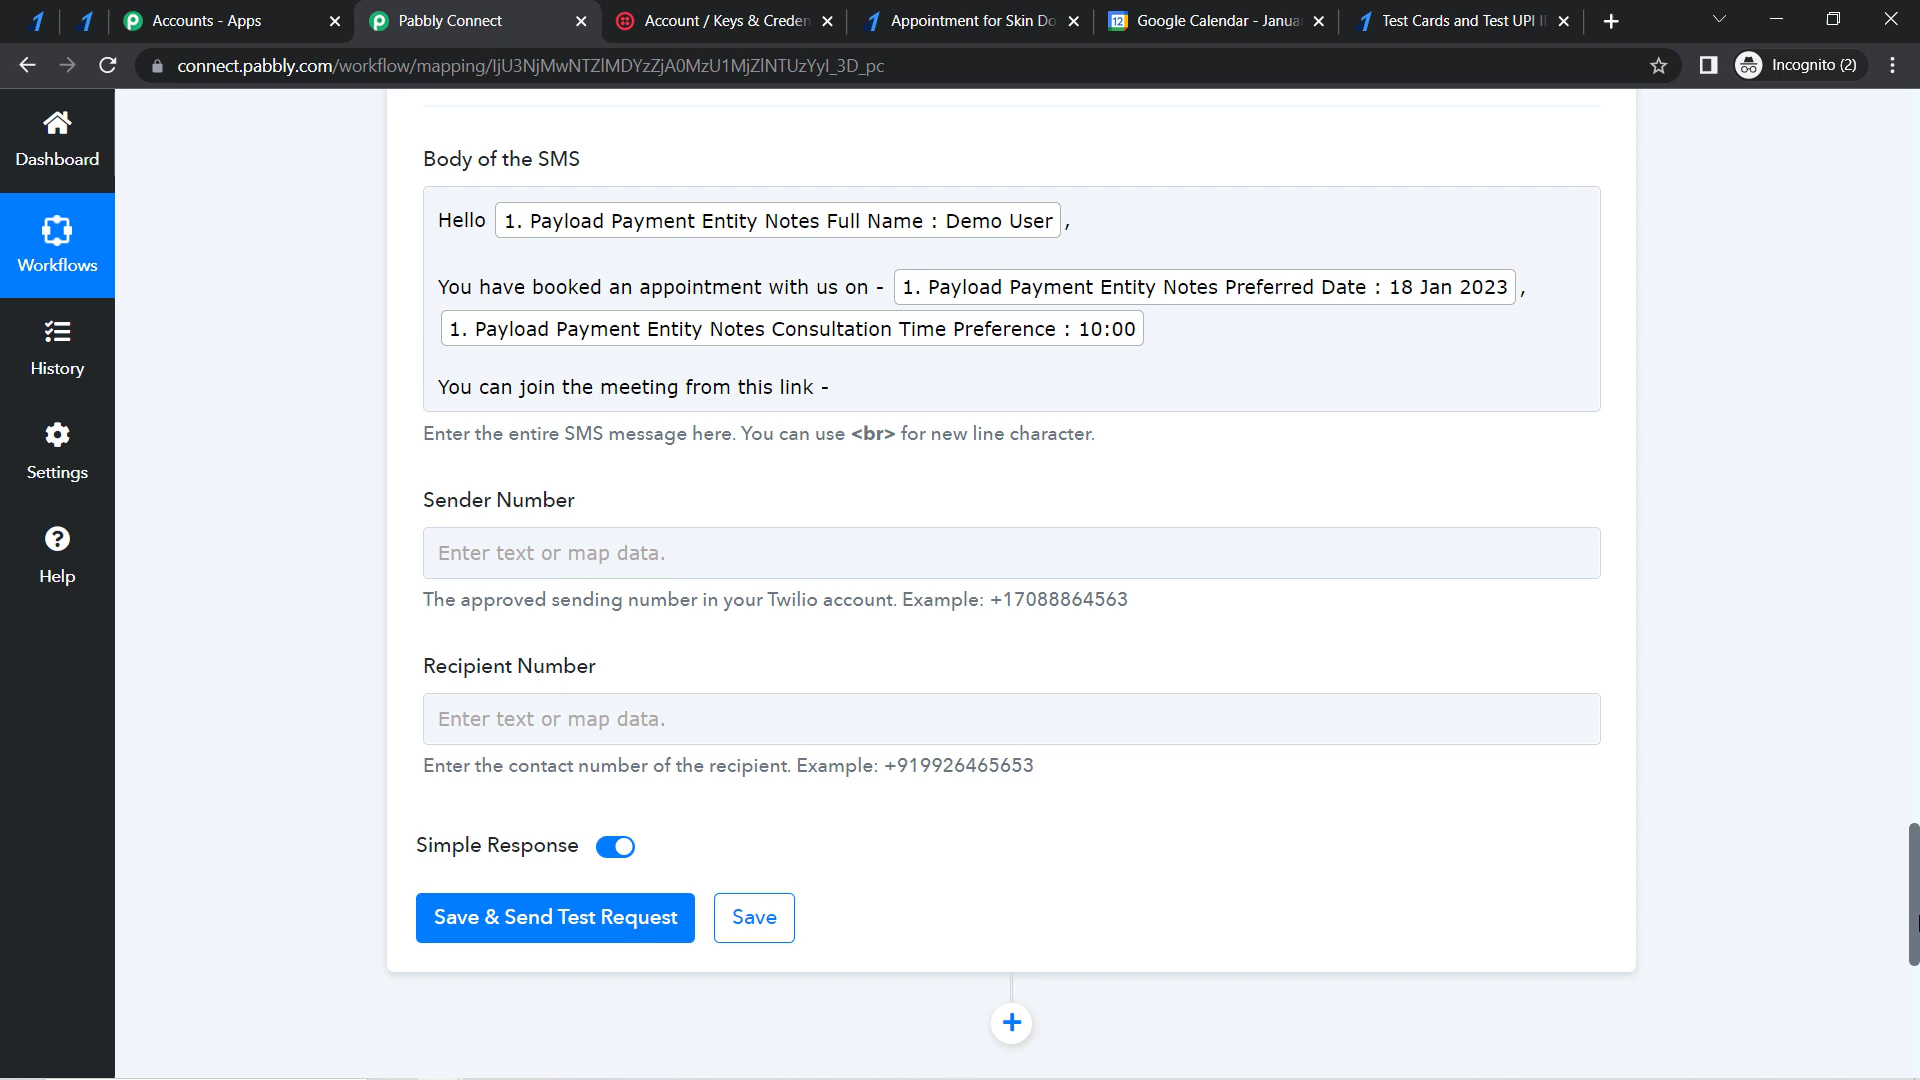 Accounts - Apps
Pabbly Connect
Account / Keys & Creden
Appointment for Skin Do
12
Google Calendar - Janua
Test Cards and Test UPI I
connect.pabbly.com/workflow/mapping/IjU3NjMwNTZlMDYzZjA0MzU1MjZlNTUzYyI_3D_pc
Incognito (2)
Dashboard
Workflows
History
Settings
Help
Body of the SMS
Hello 1. Payload Payment Entity Notes Full Name : Demo User ,
You have booked an appointment with us on - 1. Payload Payment Entity Notes Preferred Date : 18 Jan 2023 ,
1. Payload Payment Entity Notes Consultation Time Preference : 10:00
You can join the meeting from this link -
Enter the entire SMS message here. You can use <br> for new line character.
Sender Number
Enter text or map data.
The approved sending number in your Twilio account. Example: +17088864563
Recipient Number
Enter text or map data.
Enter the contact number of the recipient. Example: +919926465653
Simple Response
Save & Send Test Request
Save